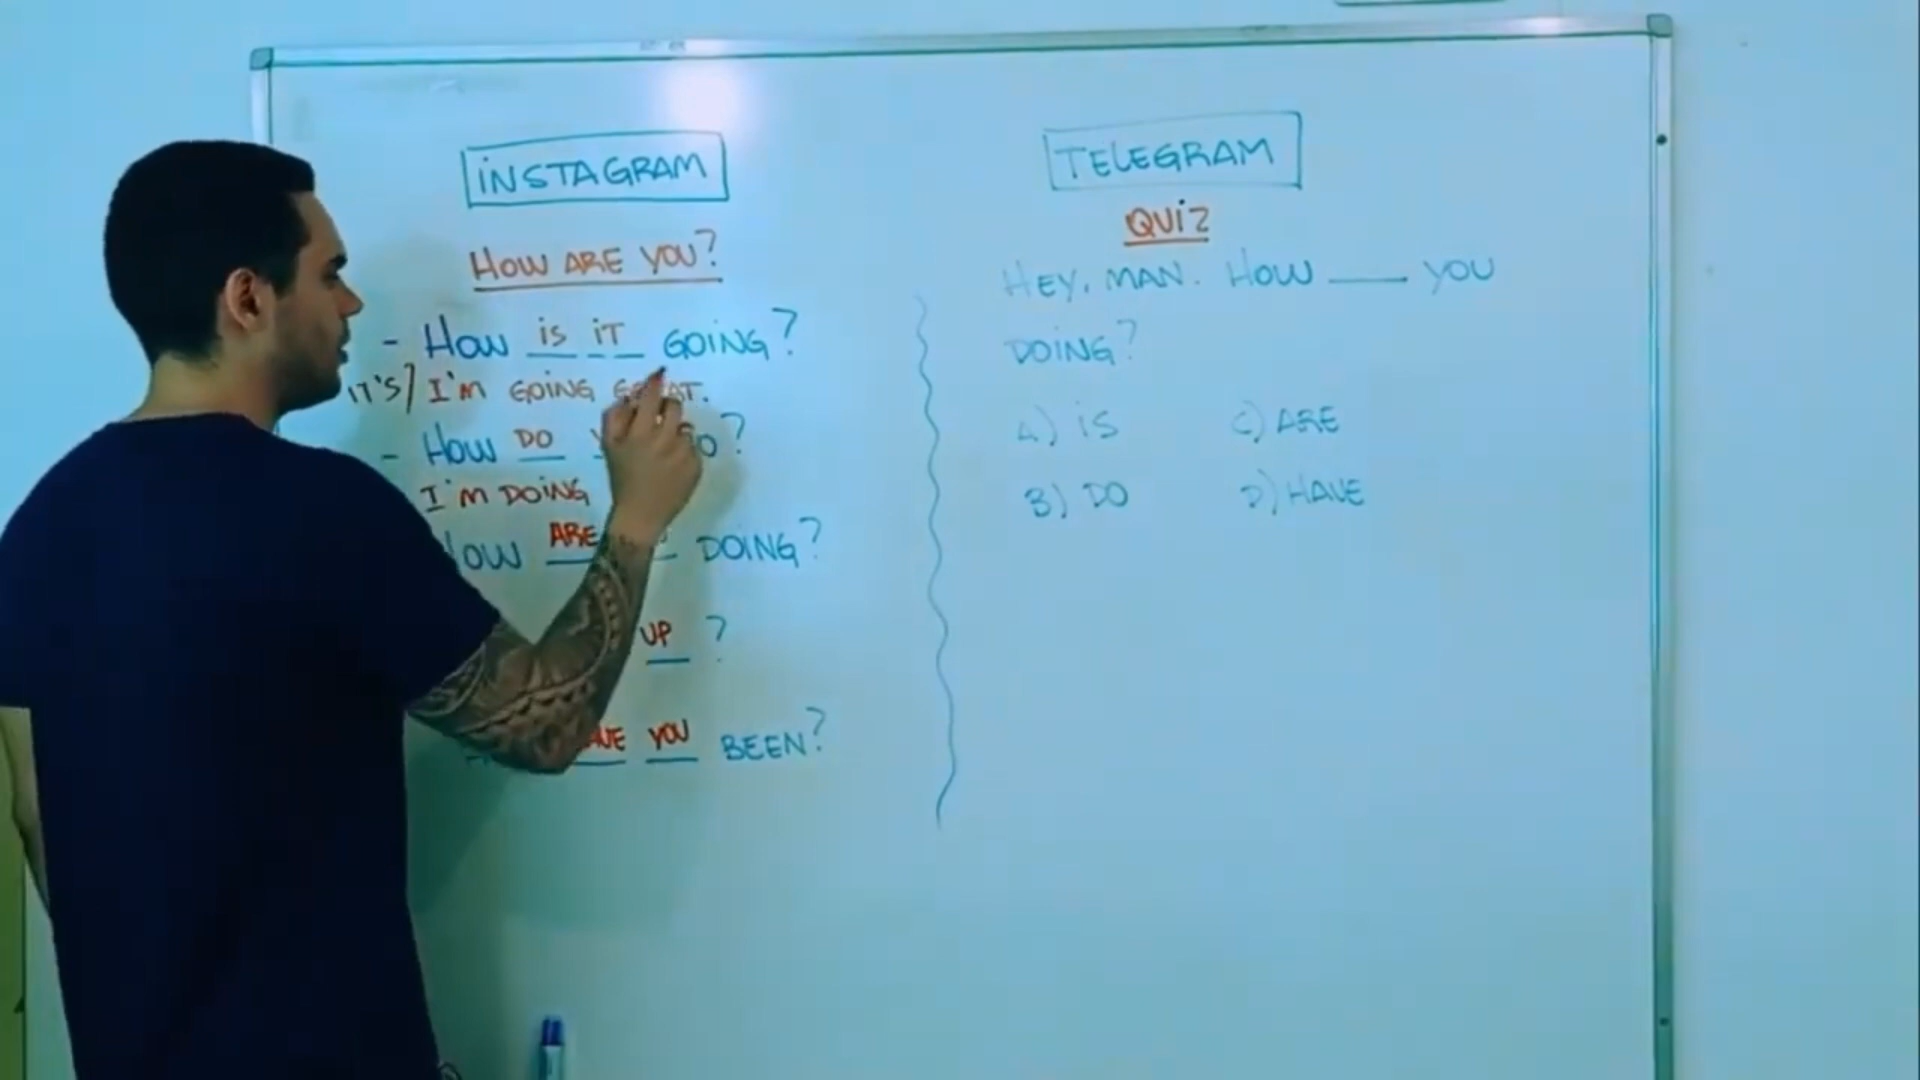 iNSTAGRAM
HOW ARE YOU?
- HOW is iT GOiNG?
iT'S / I'M GOiNG
- HOW DO
I'M DOiNG
ARE DOiNG?
UP ?
YOU BEEN?
TELEGRAM
QUiZ
HEY, MAN. HOW ___ YOU
DOiNG?
A) iS C) ARE
B) DO D) HAVE